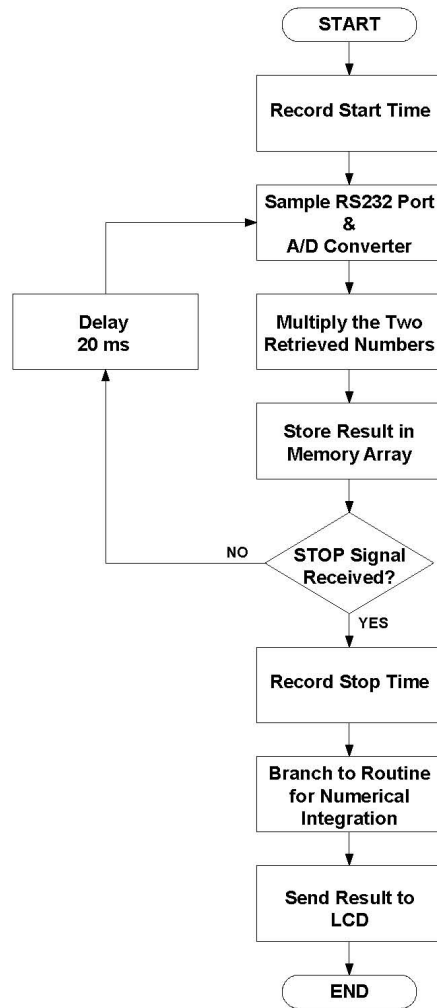 START
Record Start Time
Sample RS232 Port
&
A/D Converter
Delay
20 ms
Multiply the Two
Retrieved Numbers
Store Result in
Memory Array
NO
STOP Signal
Received?
YES
Record Stop Time
Branch to Routine
for Numerical
Integration
Send Result to
LCD
END